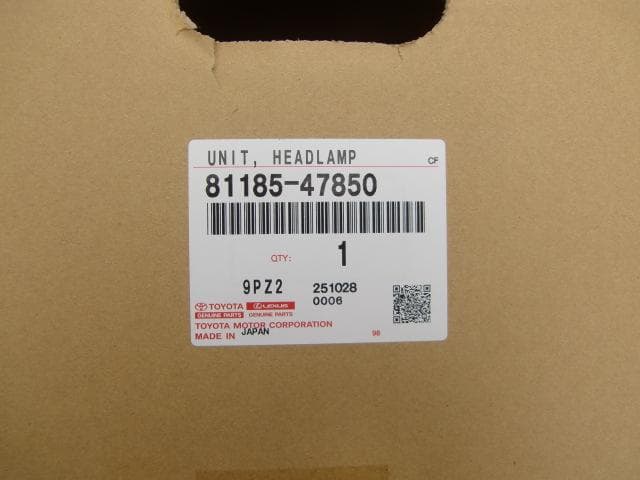 UNIT, HEADLAMP
CF
81185-47850
QTY: 1
9PZ2 251028
0006
TOYOTA LEXUS
GENUINE PARTS GENUINE PARTS
TOYOTA MOTOR CORPORATION
MADE IN JAPAN
98